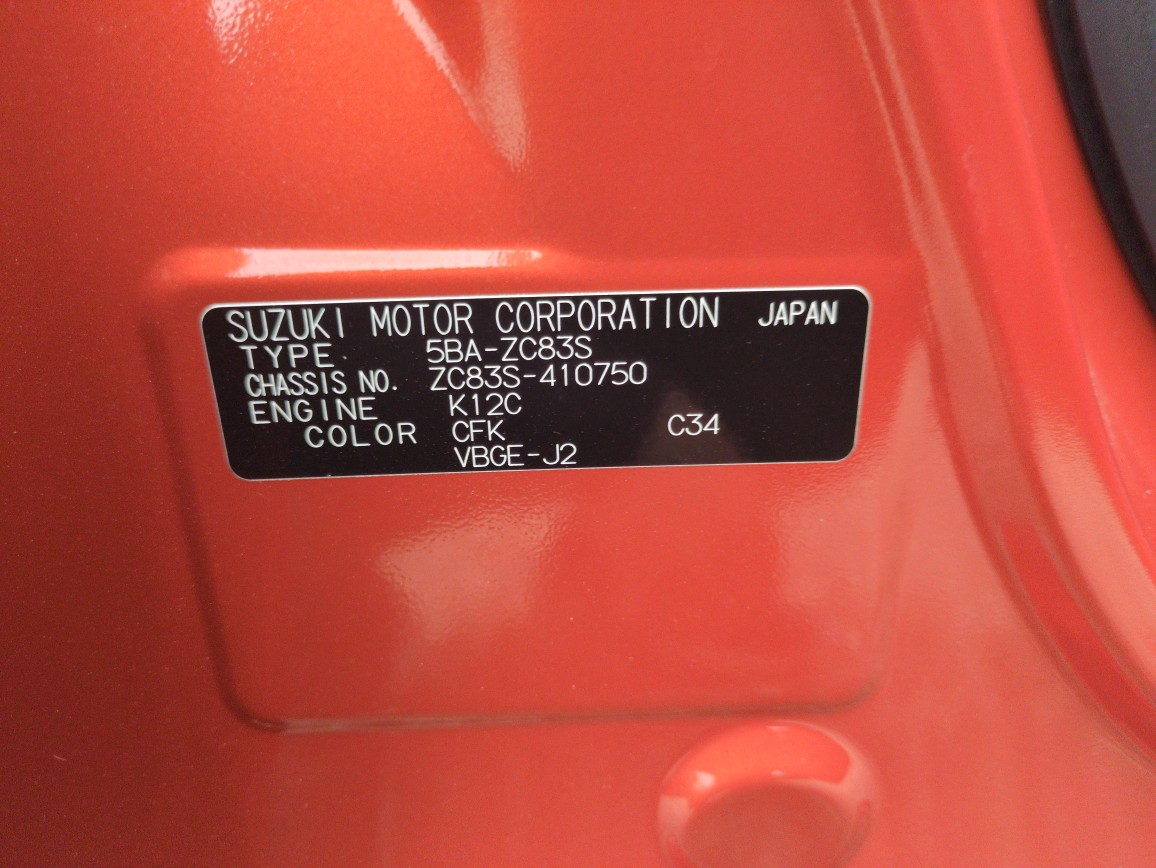 SUZUKI MOTOR CORPORATION JAPAN
TYPE 5BA-ZC83S
CHASSIS NO. ZC83S-410750
ENGINE K12C
COLOR CFK C34
VBGE-J2